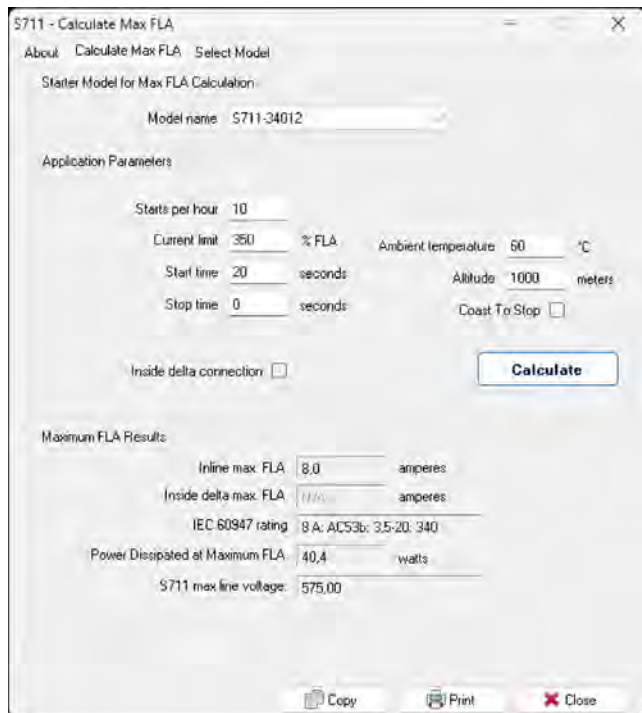 S711 - Calculate Max FLA
About Calculate Max FLA Select Model
Starter Model for Max FLA Calculation
Model name S711-34012
Application Parameters
Starts per hour 10
Current limit 350 % FLA
Ambient temperature 60 °C
Start time 20 seconds
Altitude 1000 meters
Stop time 0 seconds
Coast To Stop
Inside delta connection
Calculate
Maximum FLA Results
Inline max. FLA 8,0 amperes
Inside delta max. FLA N/A amperes
IEC 60947 rating 8 A: AC53b: 3,5-20: 340
Power Dissipated at Maximum FLA 40,4 watts
S711 max line voltage: 575,00
Copy Print Close